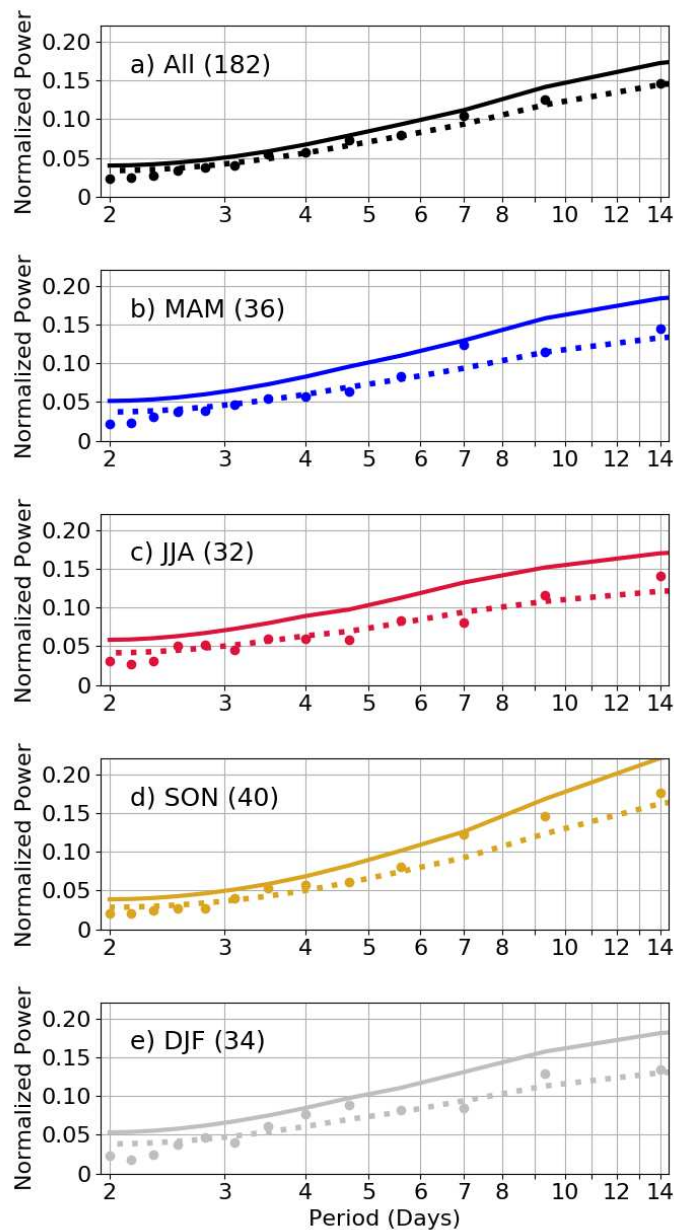 Normalized Power
0.20
0.15
0.10
0.05
0
a) All (182)
2 3 4 5 6 7 8 10 12 14
Normalized Power
0.20
0.15
0.10
0.05
0
b) MAM (36)
2 3 4 5 6 7 8 10 12 14
Normalized Power
0.20
0.15
0.10
0.05
0
c) JJA (32)
2 3 4 5 6 7 8 10 12 14
Normalized Power
0.20
0.15
0.10
0.05
0
d) SON (40)
2 3 4 5 6 7 8 10 12 14
Normalized Power
0.20
0.15
0.10
0.05
0
e) DJF (34)
2 3 4 5 6 7 8 10 12 14
Period (Days)